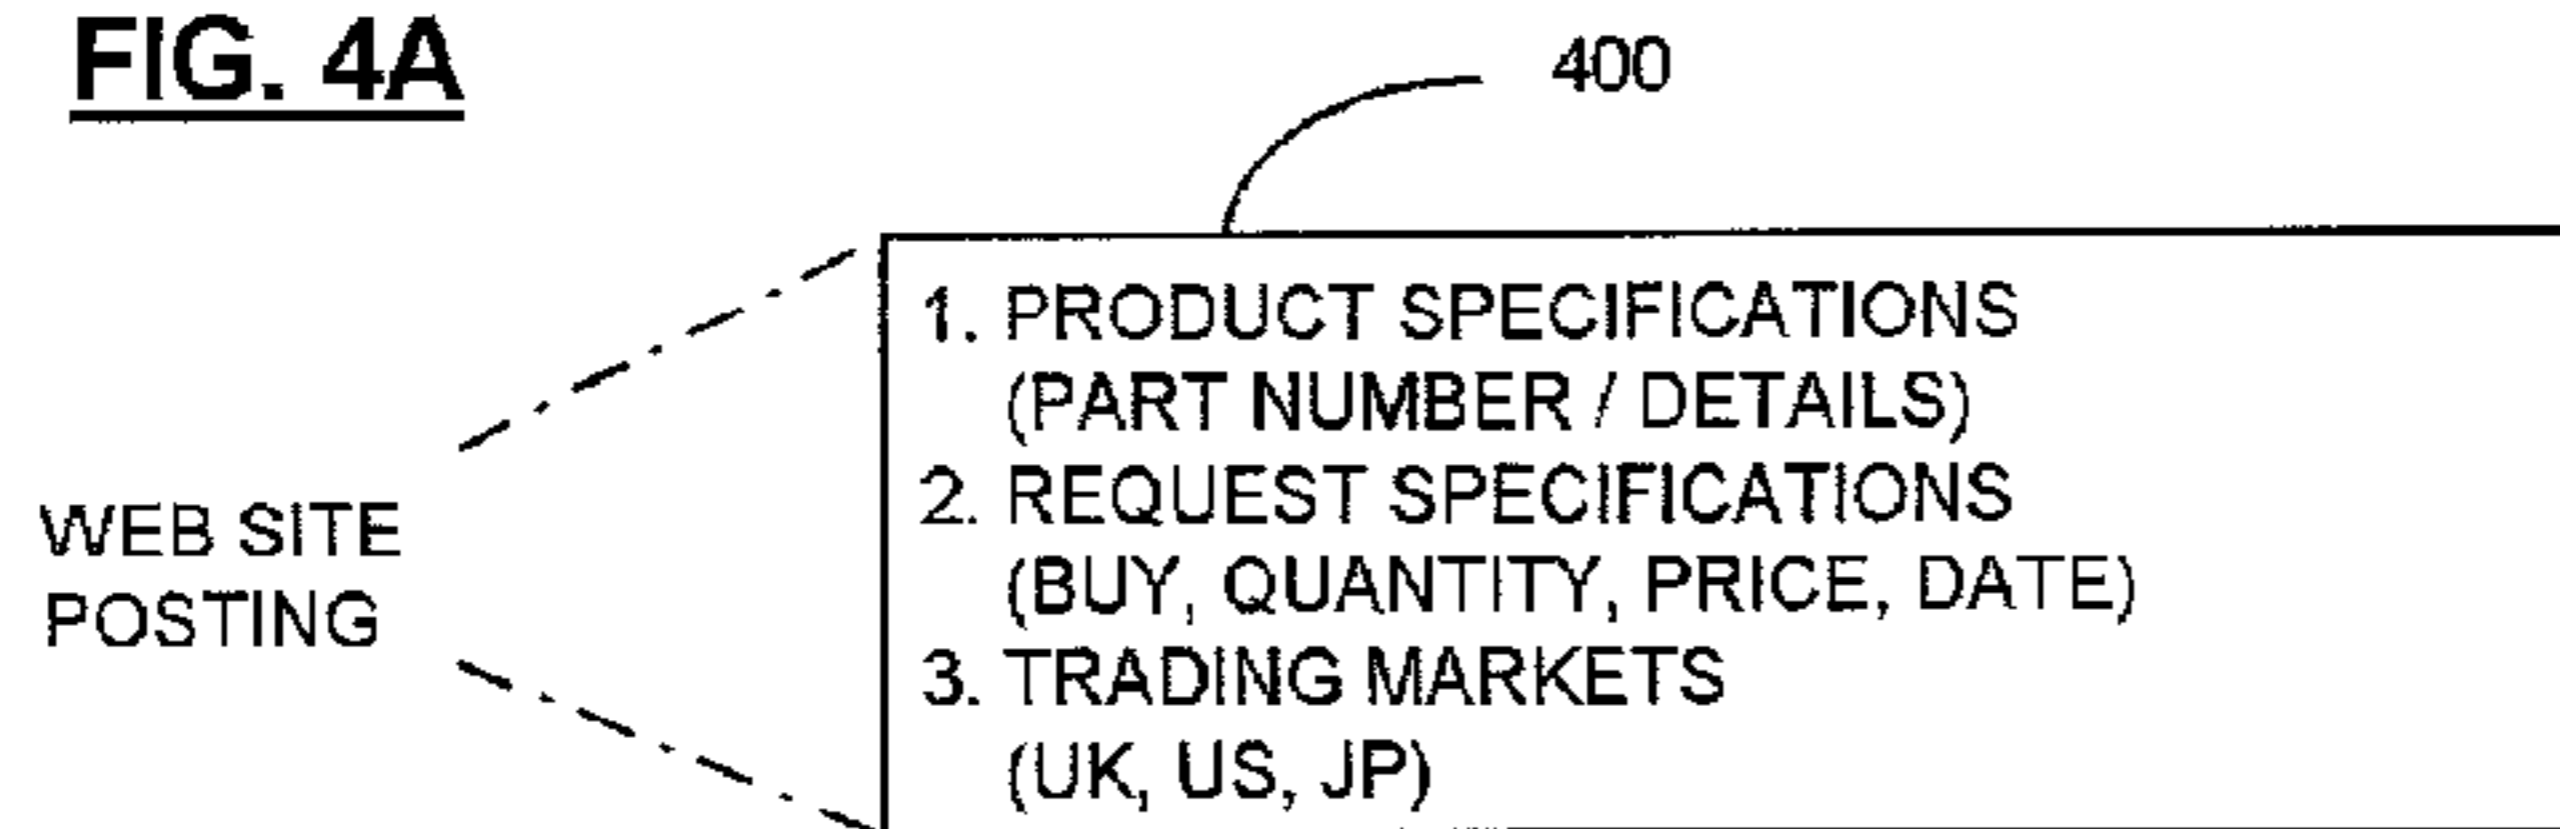 FIG. 4A
400
1. PRODUCT SPECIFICATIONS
(PART NUMBER / DETAILS)
2. REQUEST SPECIFICATIONS
(BUY, QUANTITY, PRICE, DATE)
3. TRADING MARKETS
(UK, US, JP)
WEB SITE
POSTING